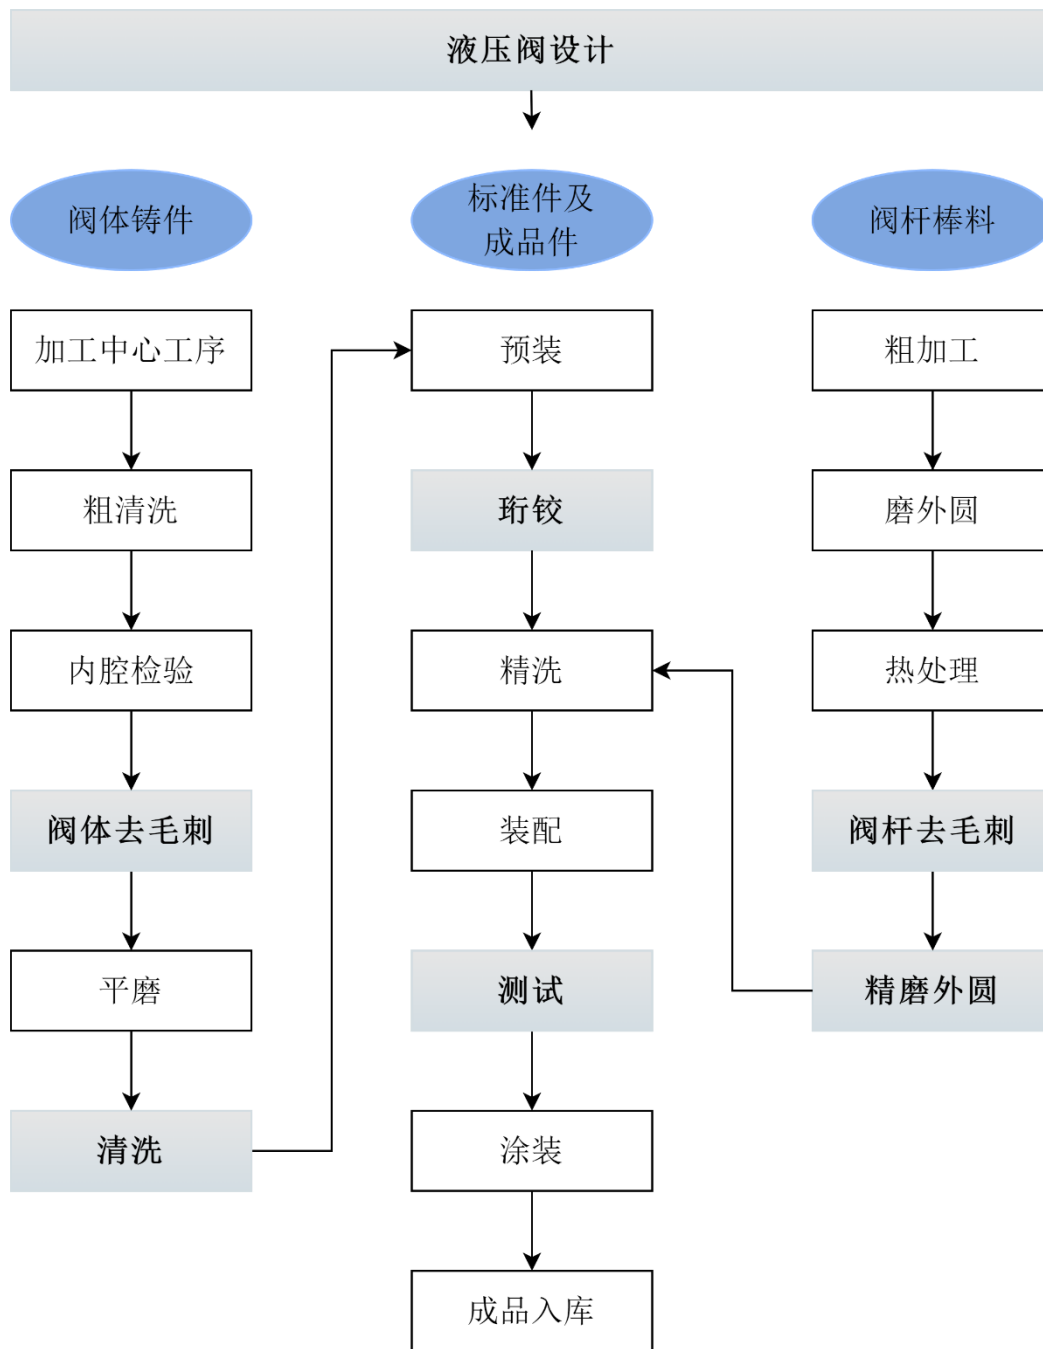 液压阀设计
阀体铸件
标准件及
成品件
阀杆棒料
加工中心工序
预装
粗加工
粗清洗
珩铰
磨外圆
内腔检验
精洗
热处理
阀体去毛刺
装配
阀杆去毛刺
平磨
测试
精磨外圆
清洗
涂装
成品入库